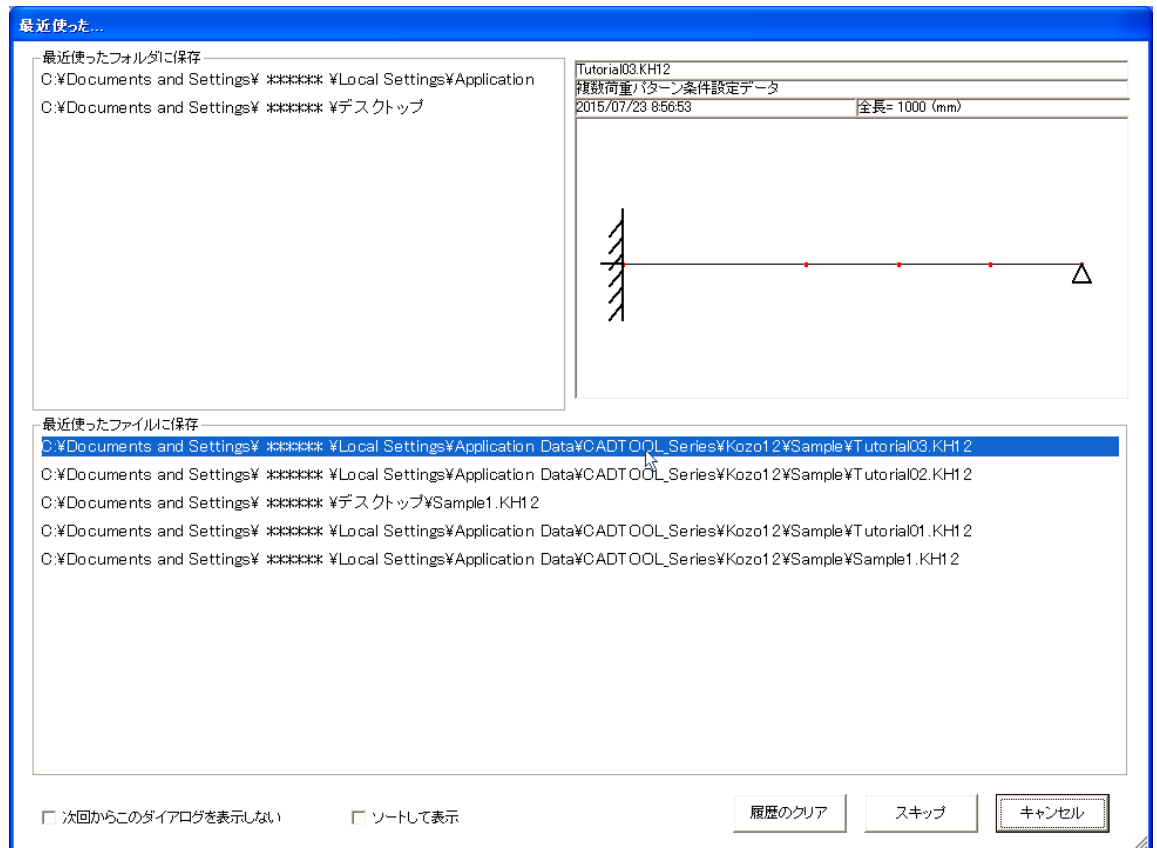 最近使った...
最近使ったフォルダに保存
C:¥Documents and Settings¥ ****** ¥Local Settings¥Application
C:¥Documents and Settings¥ ****** ¥デスクトップ
Tutorial03.KH12
複数荷重パターン条件設定データ
2015/07/23 8:56:53 全長= 1000 (mm)
最近使ったファイルに保存
C:¥Documents and Settings¥ ****** ¥Local Settings¥Application Data¥CADTOOL_Series¥Kozo12¥Sample¥Tutorial03.KH12
C:¥Documents and Settings¥ ****** ¥Local Settings¥Application Data¥CADTOOL_Series¥Kozo12¥Sample¥Tutorial02.KH12
C:¥Documents and Settings¥ ****** ¥デスクトップ¥Sample1.KH12
C:¥Documents and Settings¥ ****** ¥Local Settings¥Application Data¥CADTOOL_Series¥Kozo12¥Sample¥Tutorial01.KH12
C:¥Documents and Settings¥ ****** ¥Local Settings¥Application Data¥CADTOOL_Series¥Kozo12¥Sample¥Sample1.KH12
次回からこのダイアログを表示しない ソートして表示 履歴のクリア スキップ キャンセル